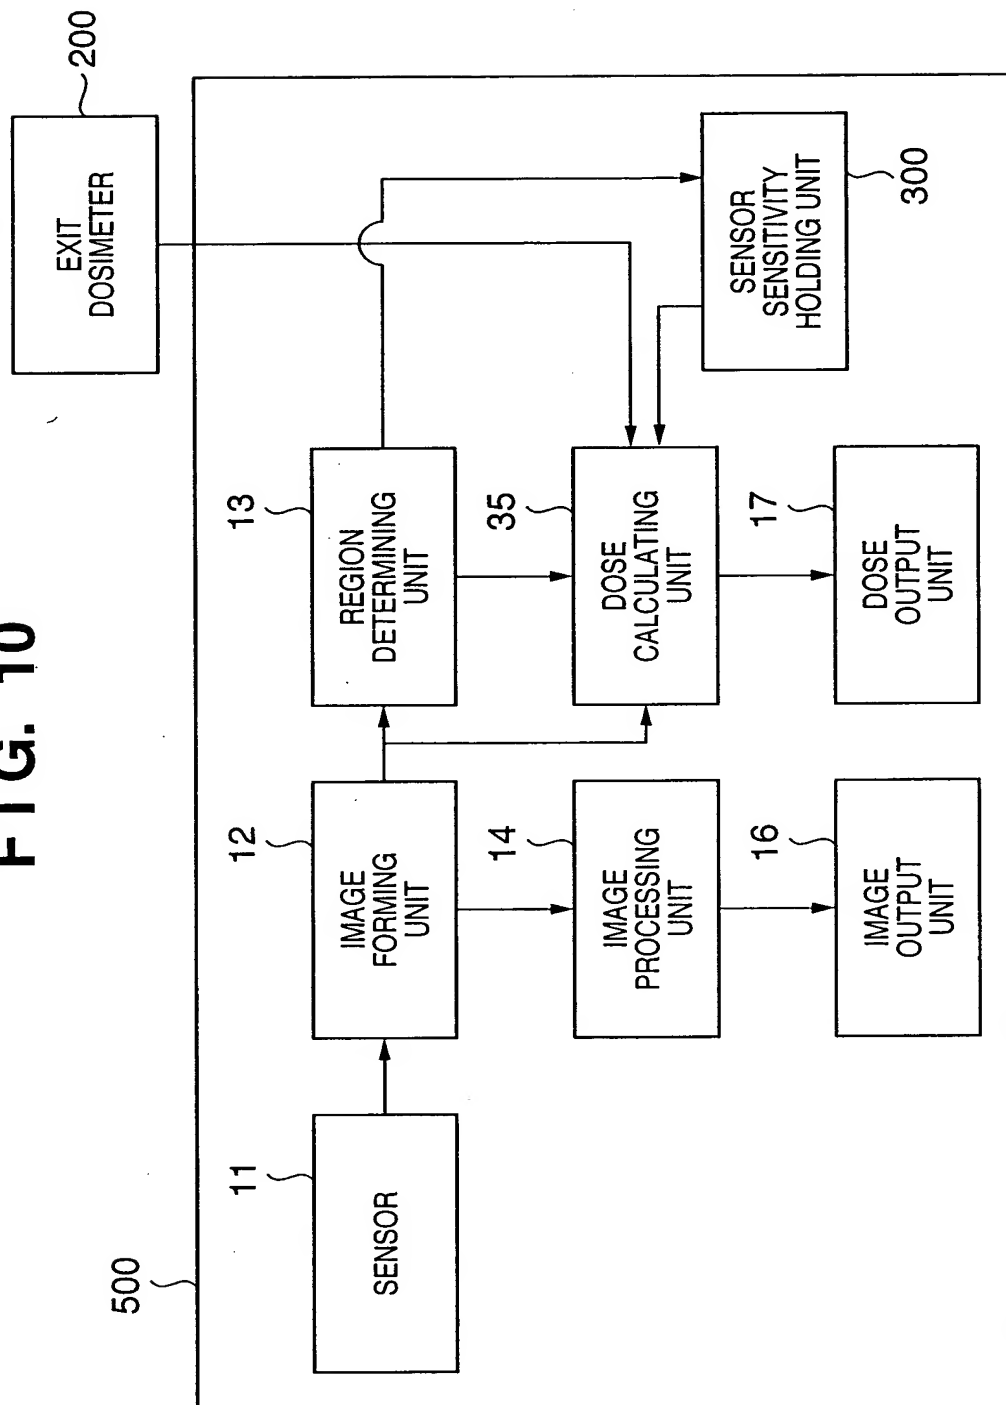 FIG. 10
500
11
SENSOR
12
IMAGE
FORMING
UNIT
13
REGION
DETERMINING
UNIT
EXIT
DOSIMETER
200
14
IMAGE
PROCESSING
UNIT
35
DOSE
CALCULATING
UNIT
SENSOR
SENSITIVITY
HOLDING UNIT
300
16
IMAGE
OUTPUT
UNIT
17
DOSE
OUTPUT
UNIT